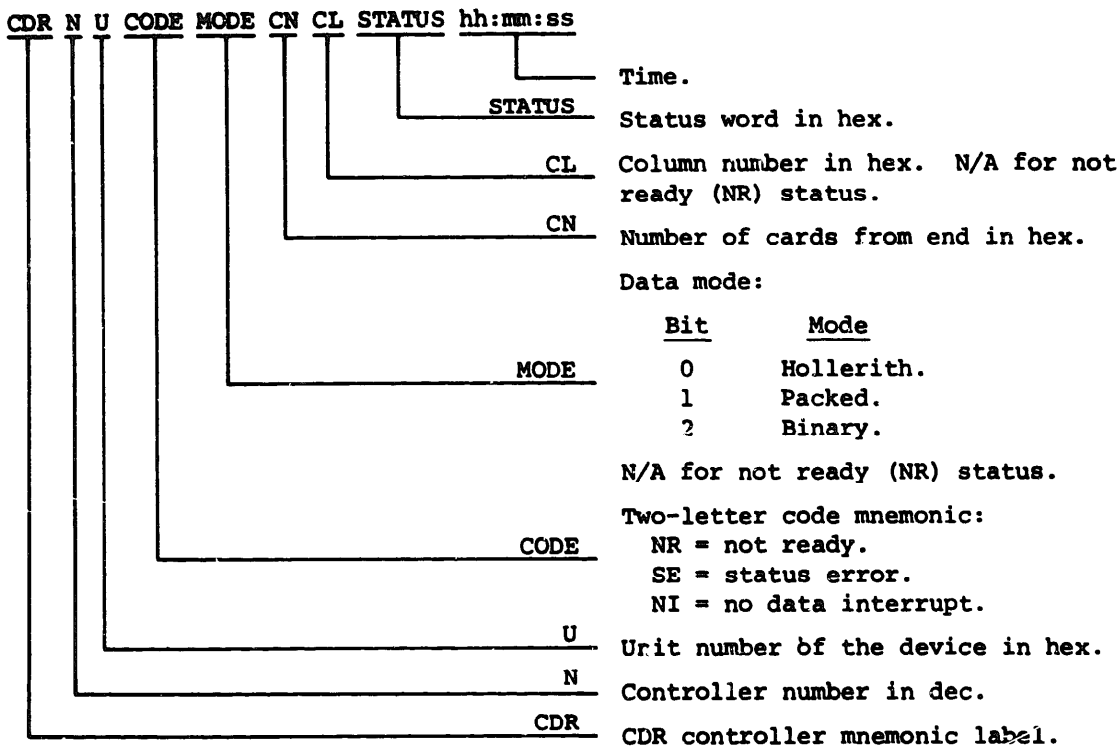 CDR N U CODE MODE CN CL STATUS hh:mm:ss
Time.
STATUS Status word in hex.
CL Column number in hex. N/A for not
ready (NR) status.
CN Number of cards from end in hex.
Data mode:
Bit Mode
MODE 0 Hollerith.
1 Packed.
2 Binary.
N/A for not ready (NR) status.
Two-letter code mnemonic:
CODE NR = not ready.
SE = status error.
NI = no data interrupt.
U Unit number of the device in hex.
N Controller number in dec.
CDR CDR controller mnemonic label.